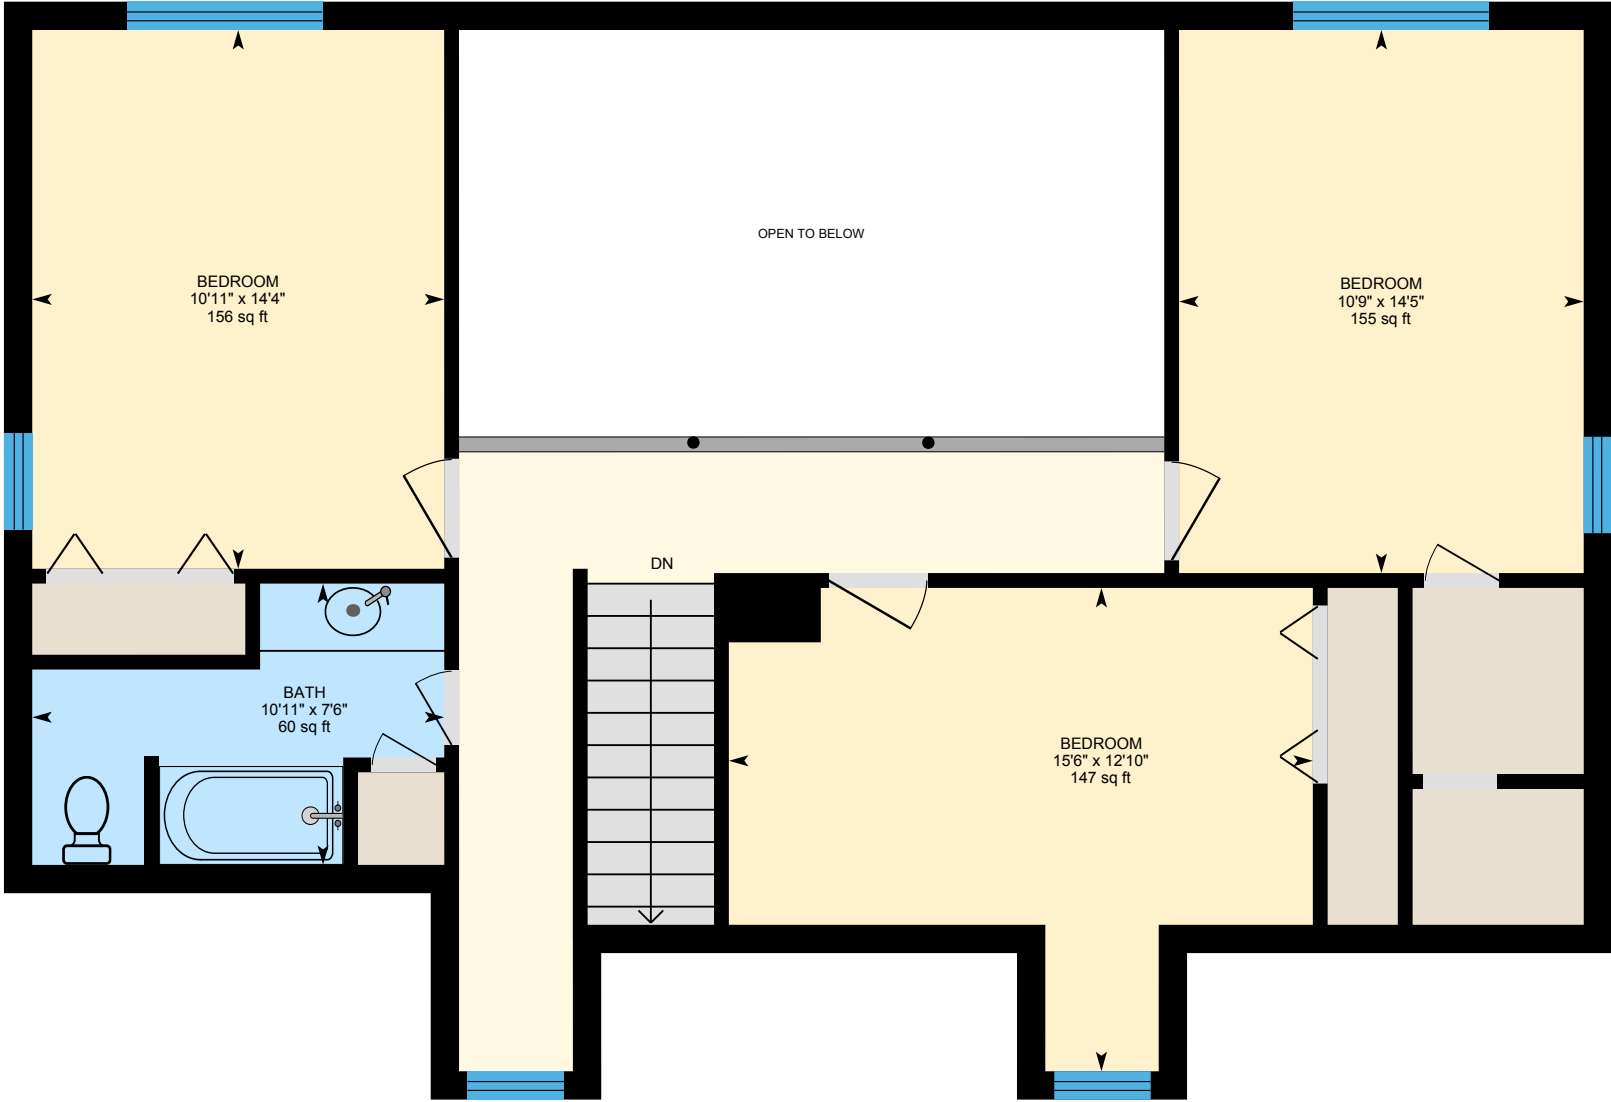 OPEN TO BELOW
BEDROOM
10'11" x 14'4"
156 sq ft
BEDROOM
10'9" x 14'5"
155 sq ft
DN
BATH
10'11" x 7'6"
60 sq ft
BEDROOM
15'6" x 12'10"
147 sq ft